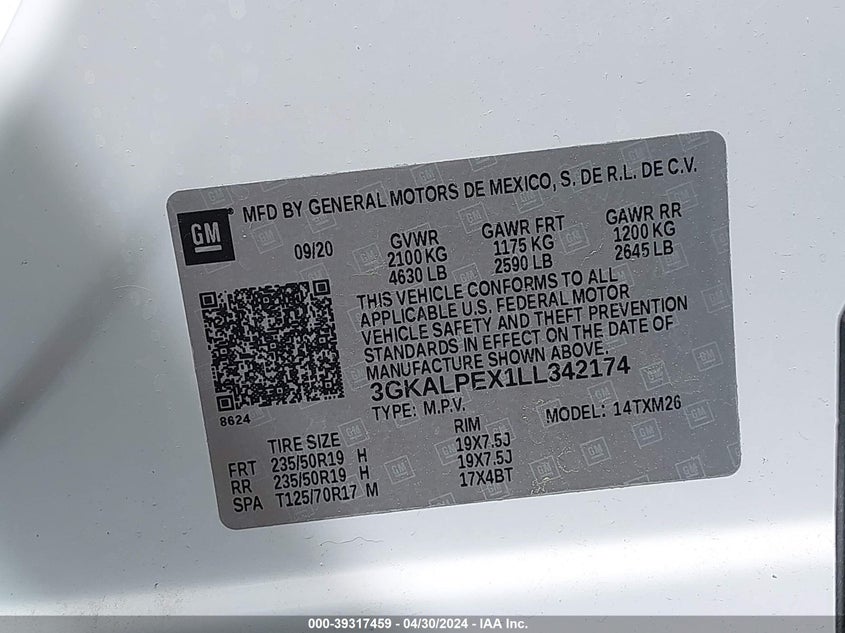 GM ® MFD BY GENERAL MOTORS DE MEXICO, S. DE R.L. DE C.V.
09/20 GVWR GAWR FRT GAWR RR
2100 KG 1175 KG 1200 KG
4630 LB 2590 LB 2645 LB
THIS VEHICLE CONFORMS TO ALL
APPLICABLE U.S. FEDERAL MOTOR
VEHICLE SAFETY AND THEFT PREVENTION
STANDARDS IN EFFECT ON THE DATE OF
MANUFACTURE SHOWN ABOVE.
3GKALPEX1LL342174
8624
TYPE: M.P.V. MODEL: 14TXM26
TIRE SIZE RIM
FRT 235/50R19 H 19X7.5J
RR 235/50R19 H 19X7.5J
SPA T125/70R17 M 17X4BT
000-39317459 - 04/30/2024 - IAA Inc.